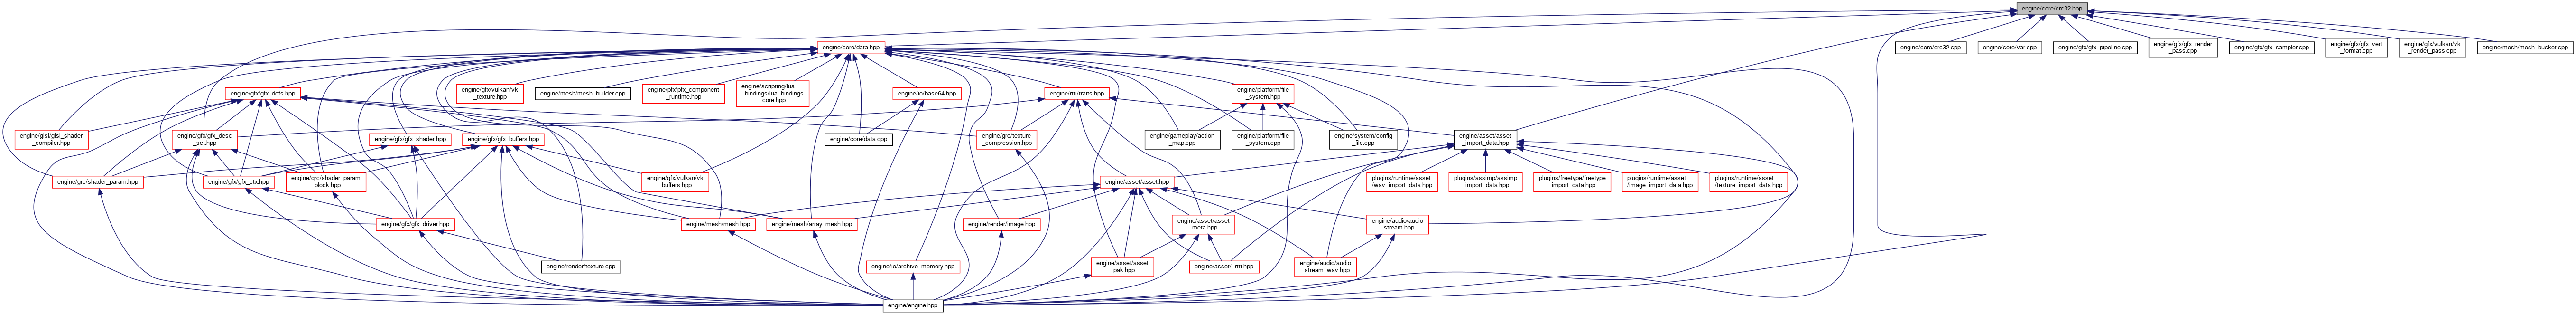 engine/core/crc32.hpp
engine/core/data.hpp
engine/core/crc32.cpp
engine/core/var.cpp
engine/gfx/gfx_pipeline.cpp
engine/gfx/gfx_render
_pass.cpp
engine/gfx/gfx_sampler.cpp
engine/gfx/gfx_vert
_format.cpp
engine/gfx/vulkan/vk
_render_pass.cpp
engine/mesh/mesh_bucket.cpp
engine/gfx/gfx_defs.hpp
engine/gfx/vulkan/vk
_texture.hpp
engine/mesh/mesh_builder.cpp
engine/pfx/pfx_component
_runtime.hpp
engine/scripting/lua
_bindings/lua_bindings
_core.hpp
engine/io/base64.hpp
engine/rtti/traits.hpp
engine/platform/file
_system.hpp
engine/glsl/glsl_shader
_compiler.hpp
engine/gfx/gfx_desc
_set.hpp
engine/gfx/gfx_shader.hpp
engine/gfx/gfx_buffers.hpp
engine/core/data.cpp
engine/grc/texture
_compression.hpp
engine/gameplay/action
_map.cpp
engine/platform/file
_system.cpp
engine/system/config
_file.cpp
engine/asset/asset
_import_data.hpp
engine/grc/shader_param.hpp
engine/gfx/gfx_ctx.hpp
engine/grc/shader_param
_block.hpp
engine/gfx/vulkan/vk
_buffers.hpp
engine/asset/asset.hpp
plugins/runtime/asset
/wav_import_data.hpp
plugins/assimp/assimp
_import_data.hpp
plugins/freetype/freetype
_import_data.hpp
plugins/runtime/asset
/image_import_data.hpp
plugins/runtime/asset
/texture_import_data.hpp
engine/gfx/gfx_driver.hpp
engine/mesh/mesh.hpp
engine/mesh/array_mesh.hpp
engine/render/image.hpp
engine/asset/asset
_meta.hpp
engine/audio/audio
_stream.hpp
engine/render/texture.cpp
engine/io/archive_memory.hpp
engine/asset/asset
_pak.hpp
engine/asset/_rtti.hpp
engine/audio/audio
_stream_wav.hpp
engine/engine.hpp